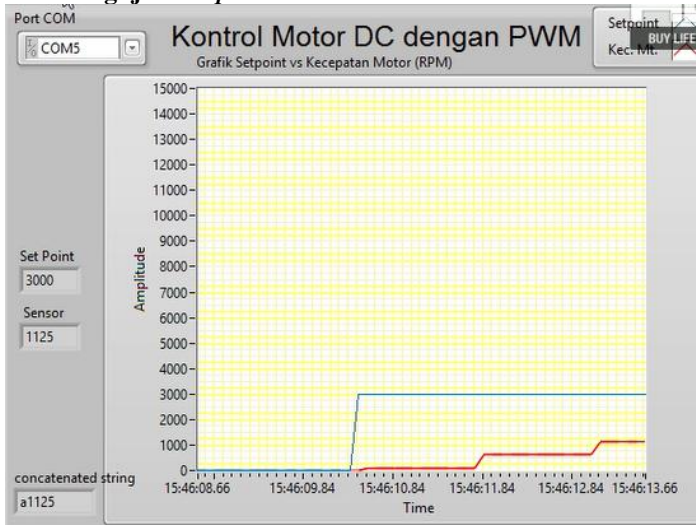 Port COM
COM5
Kontrol Motor DC dengan PWM
Grafik Setpoint vs Kecepatan Motor (RPM)
Setpoint
Kec. Mt.
BUY LIFE
15000
14000
13000
12000
11000
10000
9000
8000
7000
6000
5000
4000
3000
2000
1000
0
Amplitude
Set Point
3000
Sensor
1125
concatenated string
a1125
15:46:08.66 15:46:09.84 15:46:10.84 15:46:11.84 15:46:12.84 15:46:13.66
Time